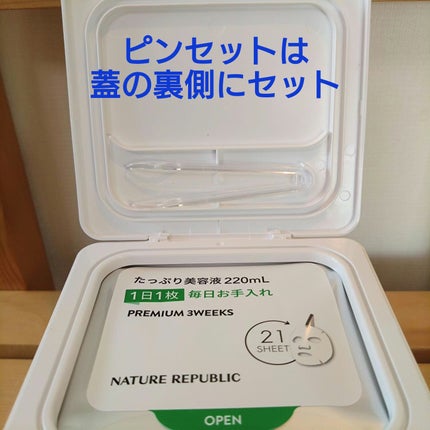 ピンセットは
蓋の裏側にセット
たっぷり美容液 220mL
1日1枚 毎日お手入れ
PREMIUM 3WEEKS
21
SHEET
NATURE REPUBLIC
OPEN